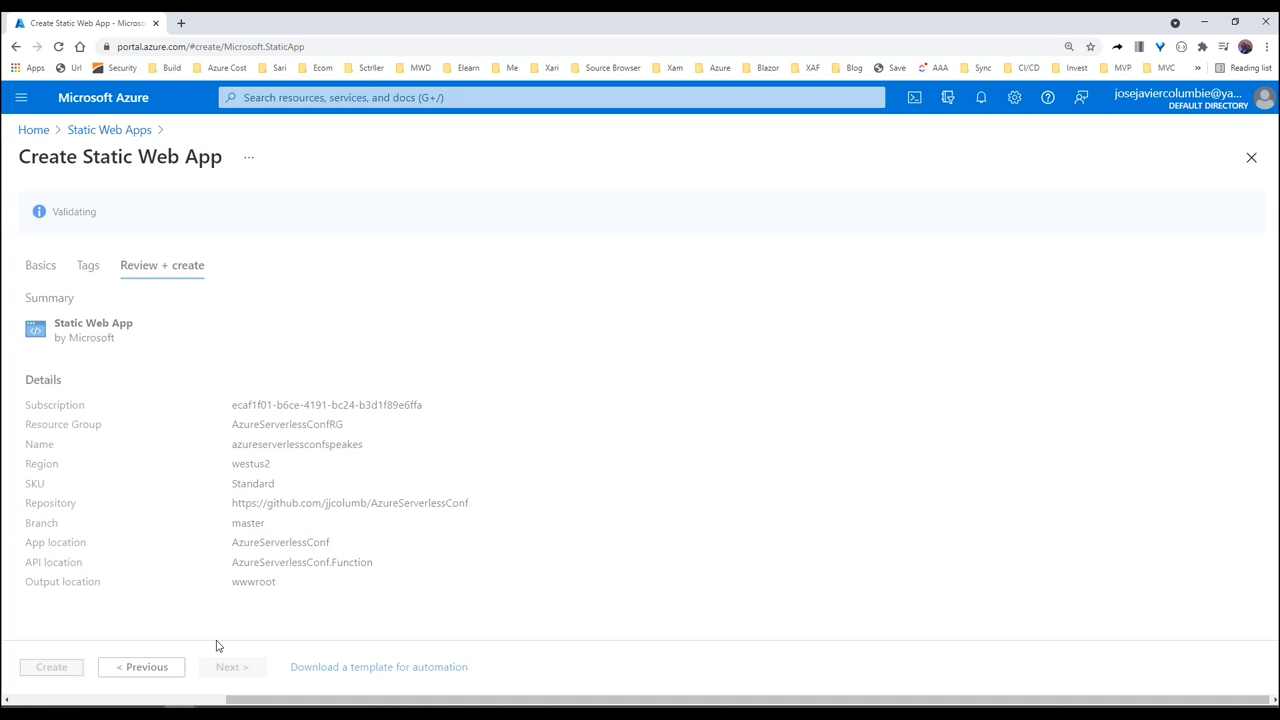 Create Static Web App - Microso
portal.azure.com/#create/Microsoft.StaticApp
Apps Url Security Build Azure Cost Sari Ecom Sctrller MWD Elearn Me Xari Source Browser Xam Azure Blazor XAF Blog Save AAA Sync CI/CD Invest MVP MVC » Reading list
Microsoft Azure
Search resources, services, and docs (G+/)
josejaviercolumbie@ya...
DEFAULT DIRECTORY
Home > Static Web Apps >
Create Static Web App ...
Validating
Basics Tags Review + create
Summary
Static Web App
by Microsoft
Details
Subscription ecaf1f01-b6ce-4191-bc24-b3d1f89e6ffa
Resource Group AzureServerlessConfRG
Name azureserverlessconfspeakes
Region westus2
SKU Standard
Repository https://github.com/jjcolumb/AzureServerlessConf
Branch master
App location AzureServerlessConf
API location AzureServerlessConf.Function
Output location wwwroot
Create < Previous Next > Download a template for automation